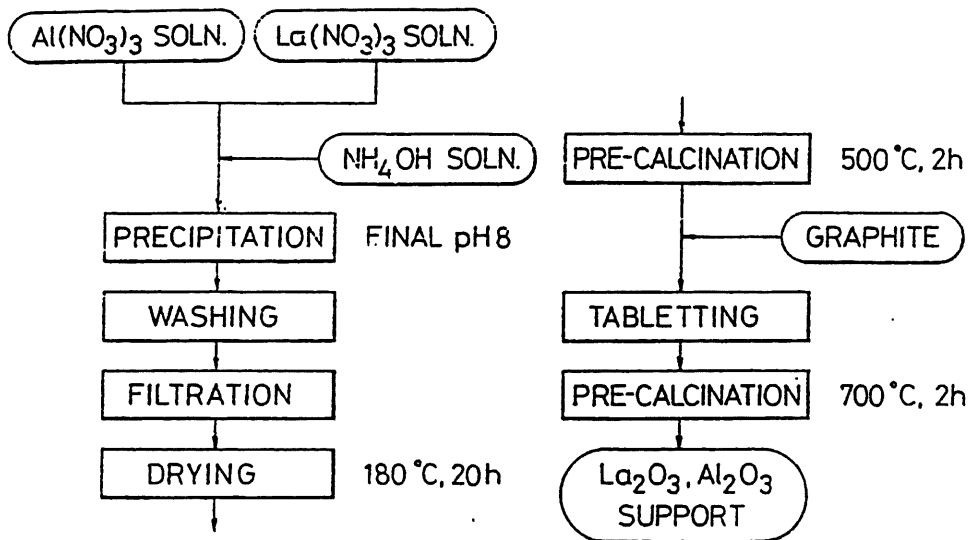 Al(NO3)3 SOLN.
La(NO3)3 SOLN.
NH4OH SOLN.
PRECIPITATION
FINAL pH8
WASHING
FILTRATION
DRYING
180°C, 20h
PRE-CALCINATION
500°C, 2h
GRAPHITE
TABLETTING
PRE-CALCINATION
700°C, 2h
La2O3, Al2O3
SUPPORT